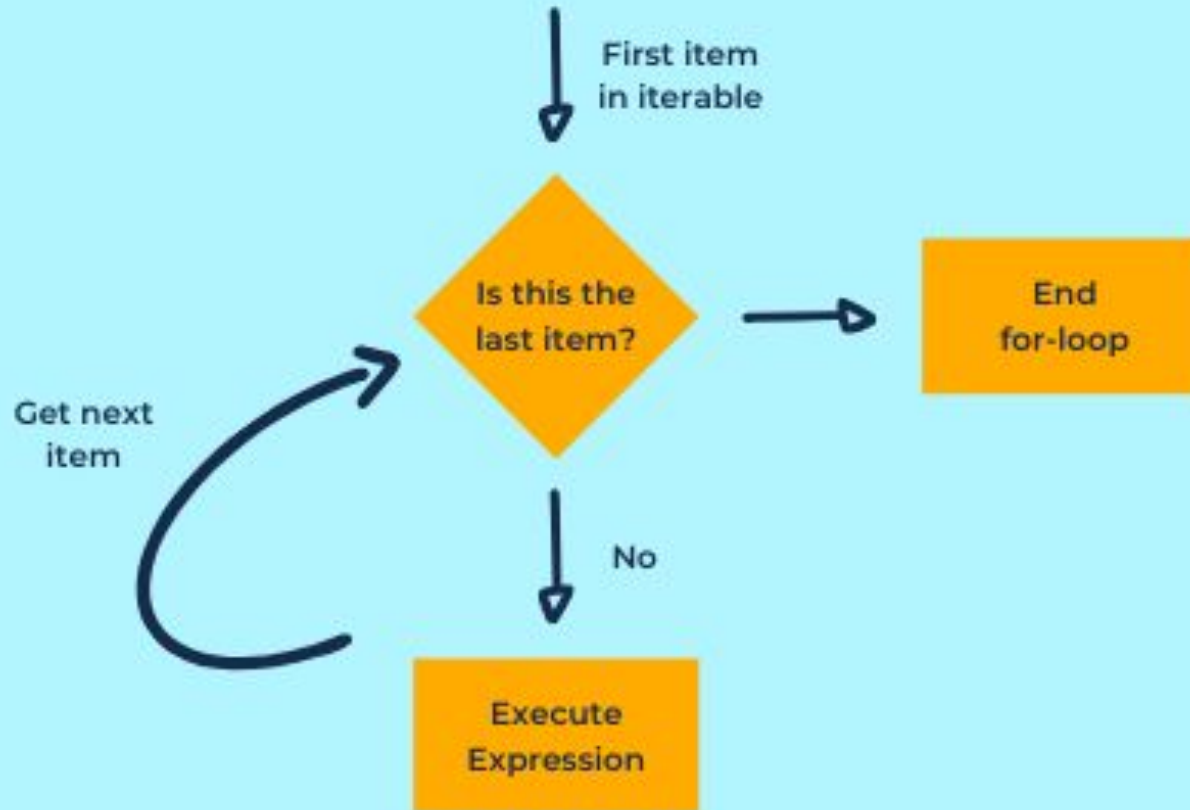 First item
in iterable
Is this the
last item?
End
for-loop
Get next
item
No
Execute
Expression